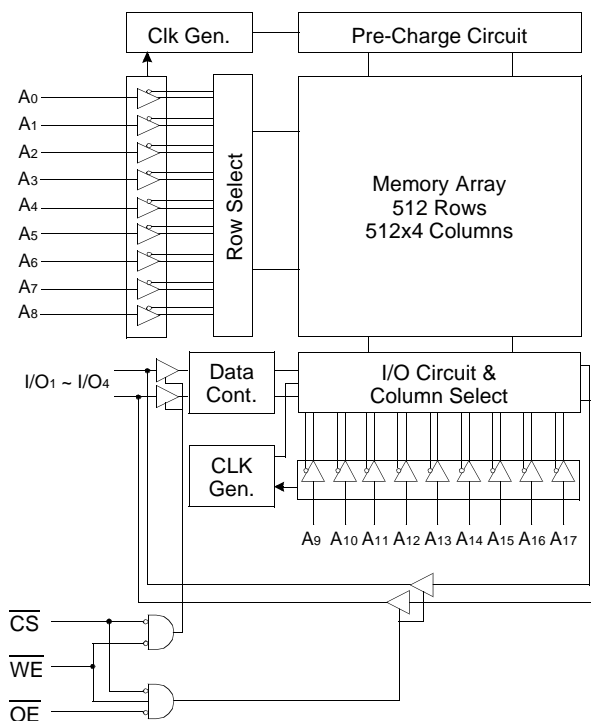 Clk Gen.
Pre-Charge Circuit
A0
A1
A2
A3
A4
A5
A6
A7
A8
Row Select
Memory Array
512 Rows
512x4 Columns
I/O1 ~ I/O4
Data
Cont.
I/O Circuit &
Column Select
CLK
Gen.
A9 A10 A11 A12 A13 A14 A15 A16 A17
CS
WE
OE